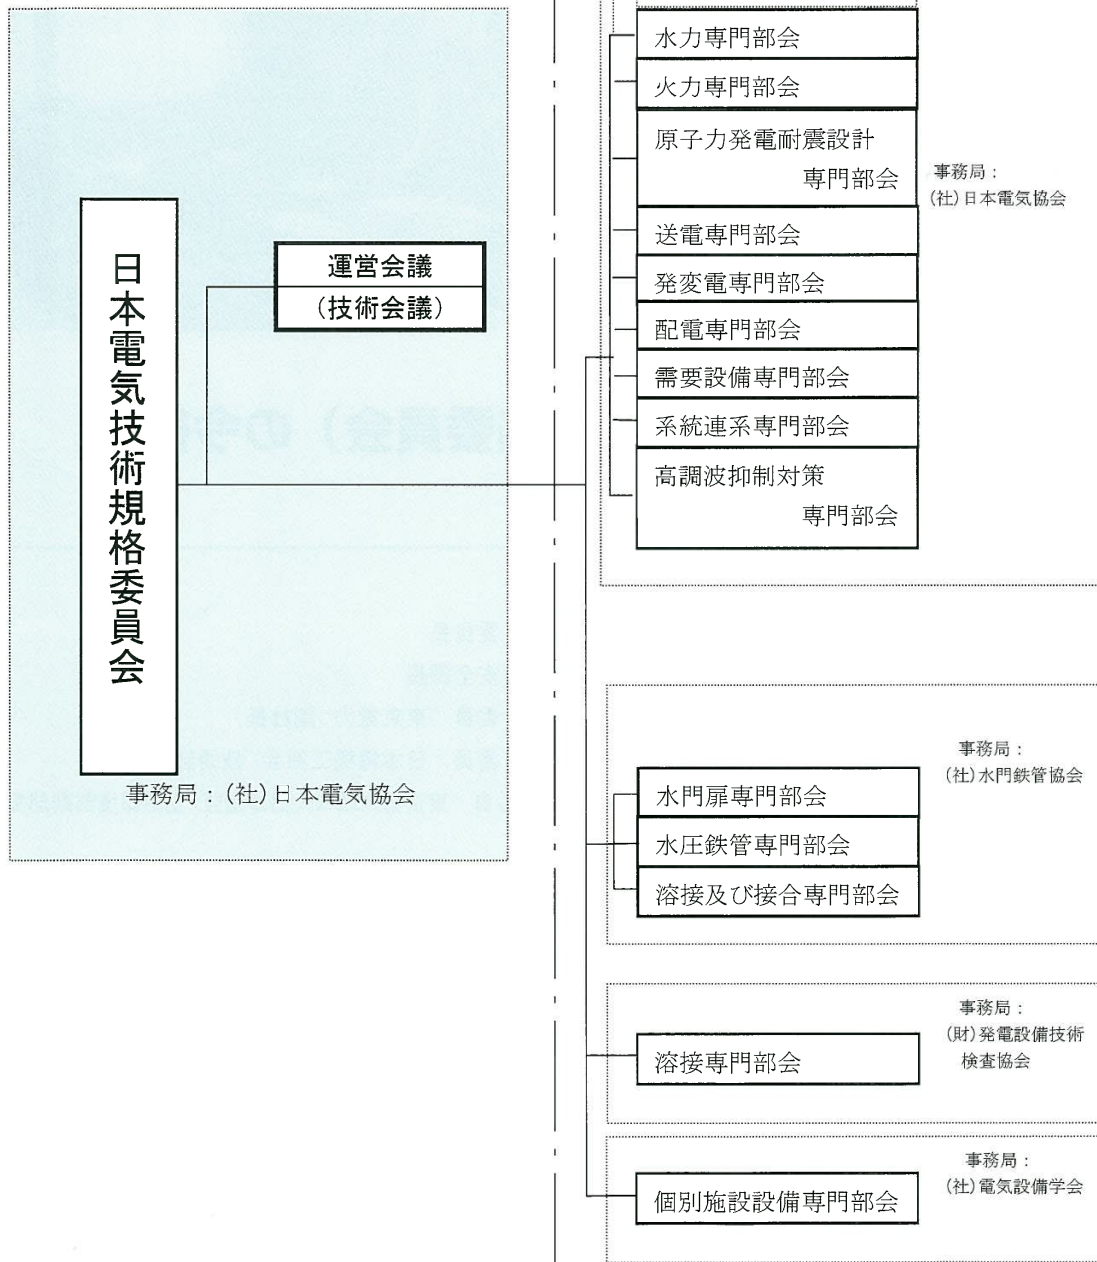 日本電気技術規格委員会
事務局：(社)日本電気協会
運営会議
(技術会議)
水力専門部会
火力専門部会
原子力発電耐震設計
専門部会
送電専門部会
発変電専門部会
配電専門部会
需要設備専門部会
系統連系専門部会
高調波抑制対策
専門部会
事務局：
(社)日本電気協会
水門扉専門部会
水圧鉄管専門部会
溶接及び接合専門部会
事務局：
(社)水門鉄管協会
溶接専門部会
事務局：
(財)発電設備技術
検査協会
個別施設設備専門部会
事務局：
(社)電気設備学会